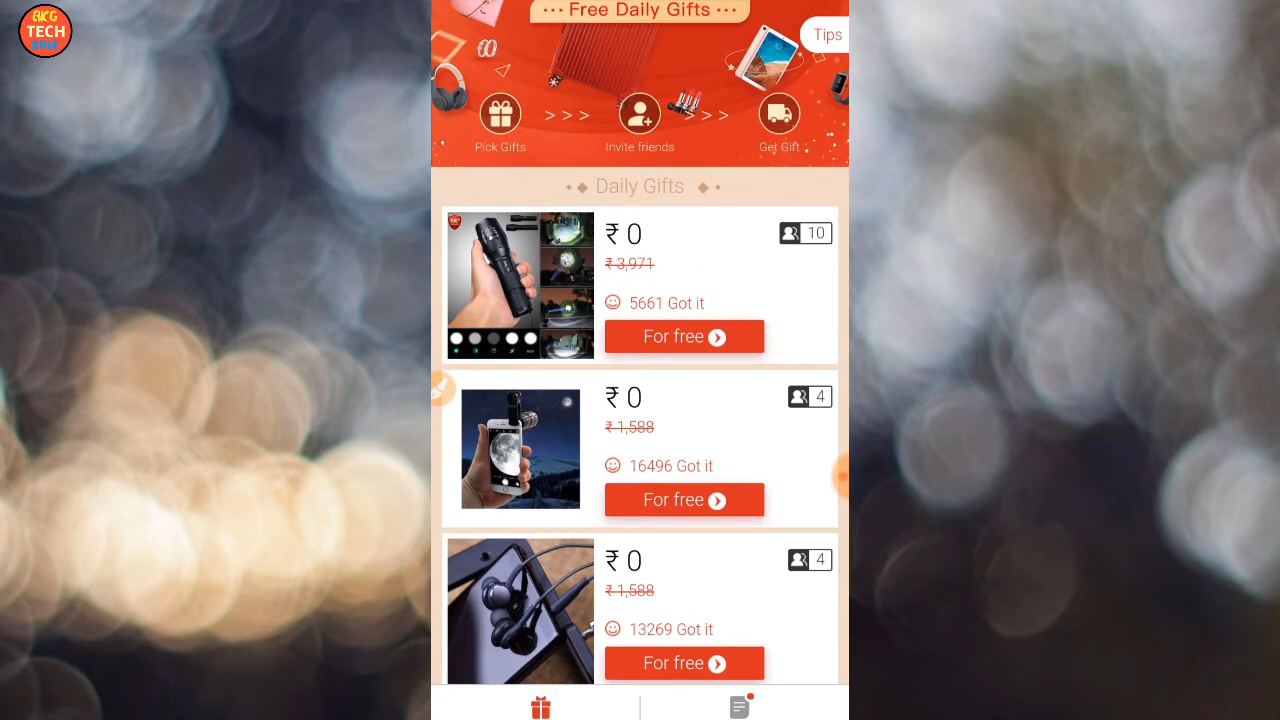 AKG
TECH
··· Free Daily Gifts ···
Tips
Pick Gifts
> > >
Invite friends
> > >
Get Gift
Daily Gifts
₹ 0
10
₹ 3,971
5661 Got it
For free
₹ 0
4
₹ 1,588
16496 Got it
For free
₹ 0
4
₹ 1,588
13269 Got it
For free